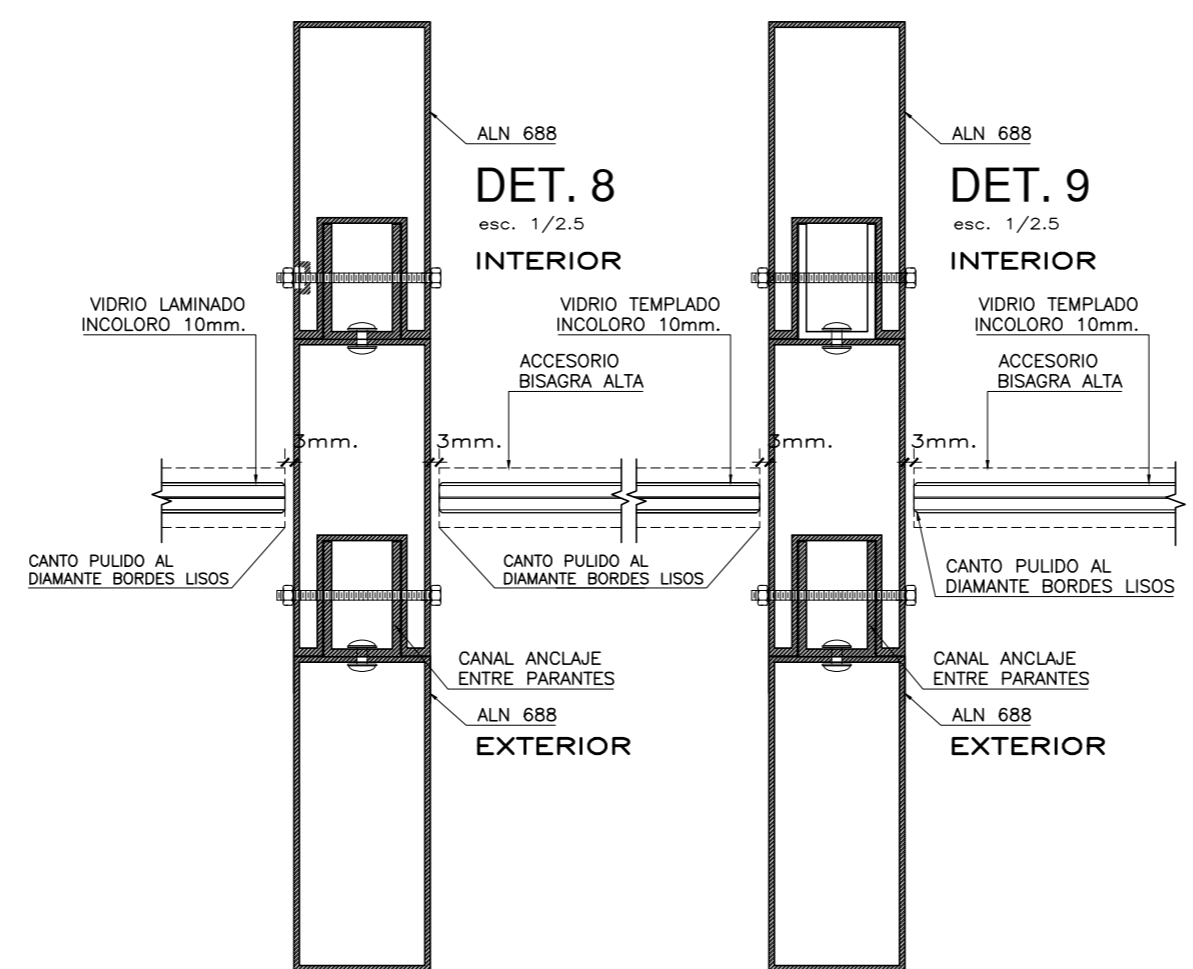 ALN 688
DET. 8
esc. 1/2.5
INTERIOR
ALN 688
DET. 9
esc. 1/2.5
INTERIOR
VIDRIO LAMINADO
INCOLORO 10mm.
VIDRIO TEMPLADO
INCOLORO 10mm.
VIDRIO TEMPLADO
INCOLORO 10mm.
ACCESORIO
BISAGRA ALTA
ACCESORIO
BISAGRA ALTA
3mm.
3mm.
3mm.
3mm.
CANTO PULIDO AL
DIAMANTE BORDES LISOS
CANTO PULIDO AL
DIAMANTE BORDES LISOS
CANTO PULIDO AL
DIAMANTE BORDES LISOS
CANAL ANCLAJE
ENTRE PARANTES
CANAL ANCLAJE
ENTRE PARANTES
ALN 688
EXTERIOR
ALN 688
EXTERIOR